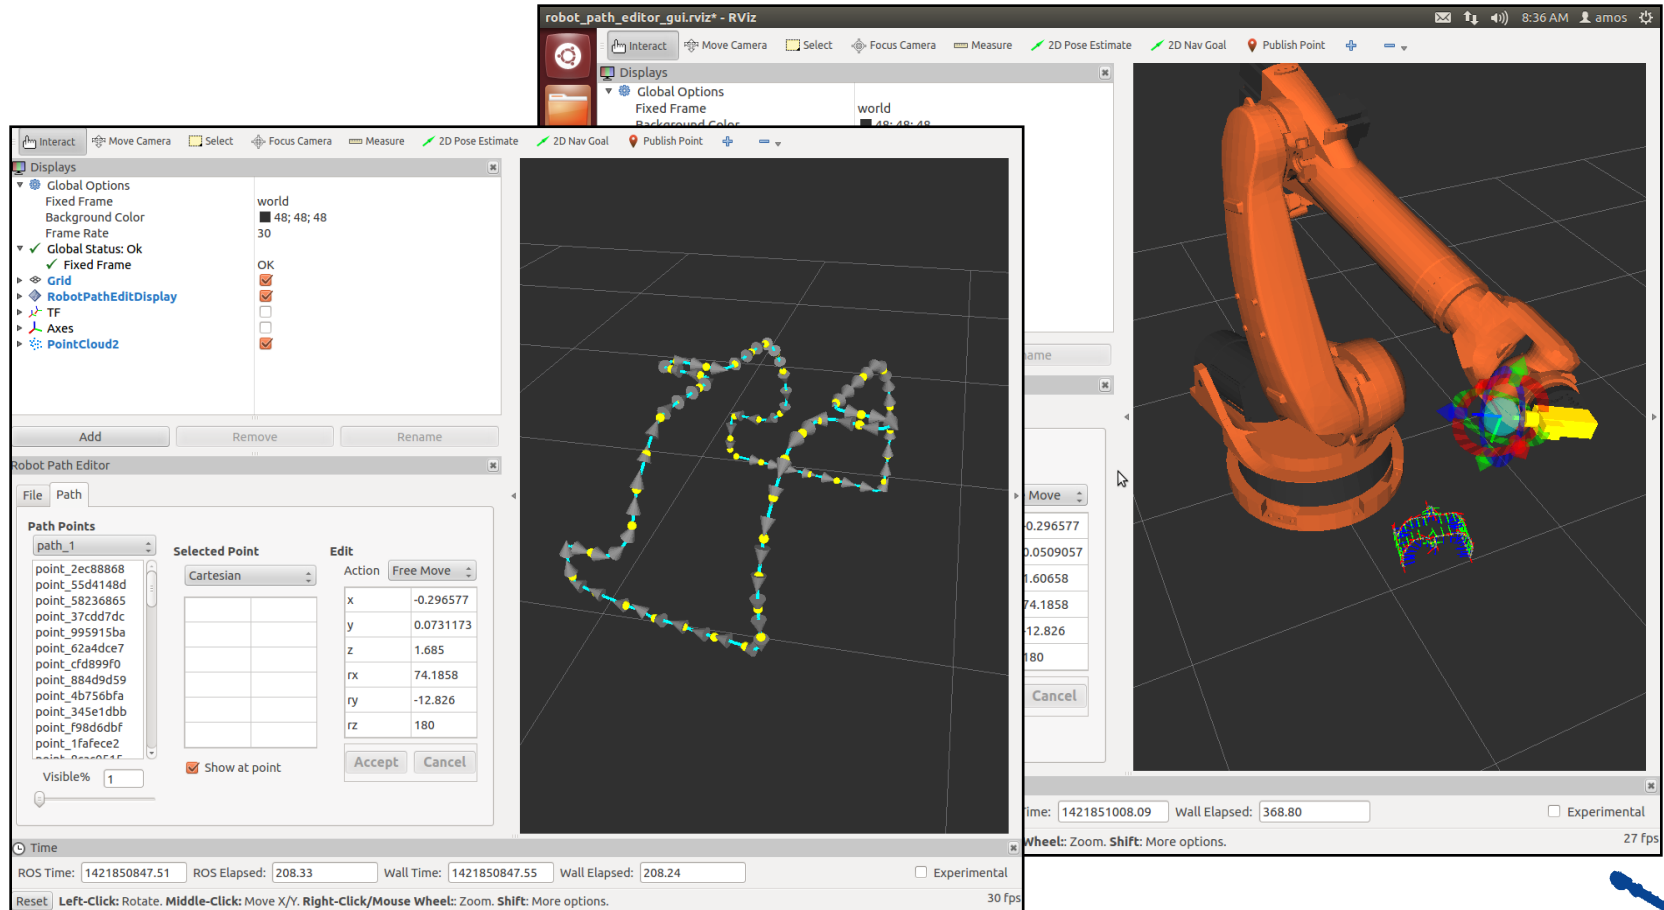 robot_path_editor_gui.rviz* - RViz
8:36 AM amos
Interact Move Camera Select Focus Camera Measure 2D Pose Estimate 2D Nav Goal Publish Point
Displays
Global Options
Fixed Frame world
Background Color 48; 48; 48
Move
-0.296577
0.0509057
1.60658
74.1858
-12.826
180
Cancel
1421851008.09 Wall Elapsed: 368.80 Experimental
Wheel: Zoom. Shift: More options. 27 fps
Interact Move Camera Select Focus Camera Measure 2D Pose Estimate 2D Nav Goal Publish Point
Displays
Global Options
Fixed Frame world
Background Color 48; 48; 48
Frame Rate 30
Global Status: Ok
Fixed Frame OK
Grid
RobotPathEditDisplay
TF
Axes
PointCloud2
Add Remove Rename
Robot Path Editor
File Path
Path Points
path_1
point_2ec88868
point_55d4148d
point_58236865
point_37cdd7dc
point_995915ba
point_62a4dce7
point_cfd899f0
point_884d9d59
point_4b756bfa
point_345e1dbb
point_f98d6dbf
point_1fafece2
Visible% 1
Selected Point
Cartesian
Show at point
Edit
Action Free Move
x -0.296577
y 0.0731173
z 1.685
rx 74.1858
ry -12.826
rz 180
Accept Cancel
Time
ROS Time: 1421850847.51 ROS Elapsed: 208.33 Wall Time: 1421850847.55 Wall Elapsed: 208.24 Experimental
Reset Left-Click: Rotate. Middle-Click: Move X/Y. Right-Click/Mouse Wheel: Zoom. Shift: More options. 30 fps